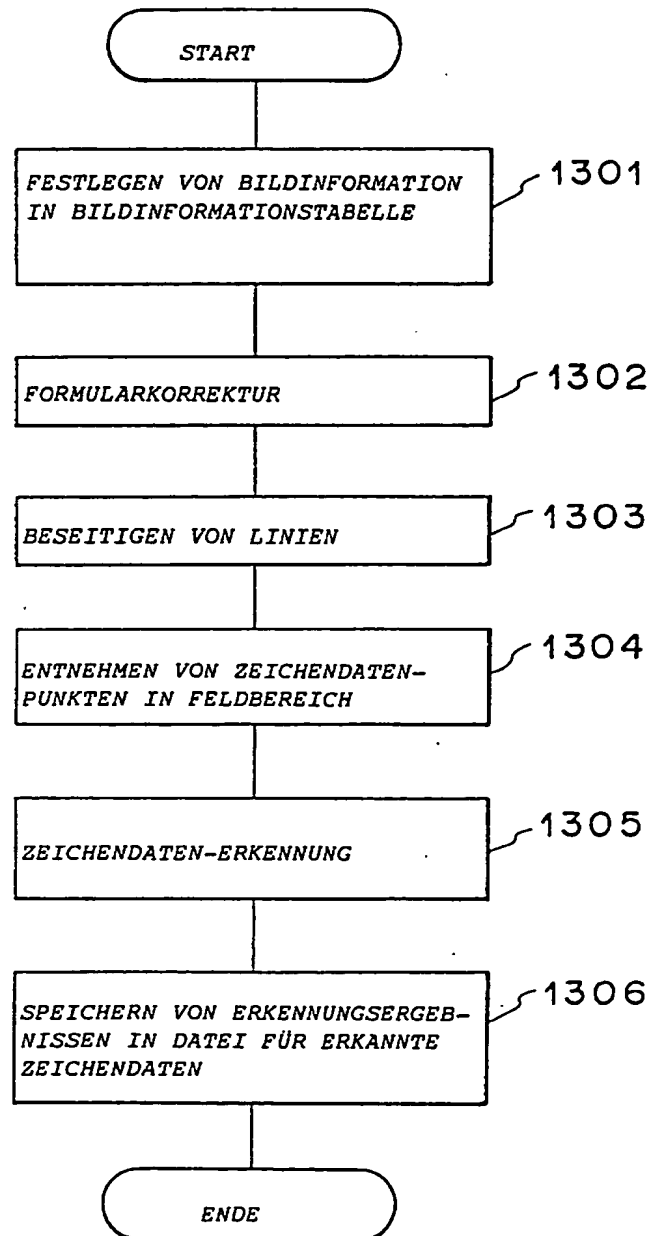 START
FESTLEGEN VON BILDINFORMATION
IN BILDINFORMATIONSTABELLE
1301
FORMULARKORREKTUR
1302
BESEITIGEN VON LINIEN
1303
ENTNEHMEN VON ZEICHENDATEN-
PUNKTEN IN FELDBEREICH
1304
ZEICHENDATEN-ERKENNUNG
1305
SPEICHERN VON ERKENNUNGSERGEB-
NISSEN IN DATEI FÜR ERKANNTE
ZEICHENDATEN
1306
ENDE